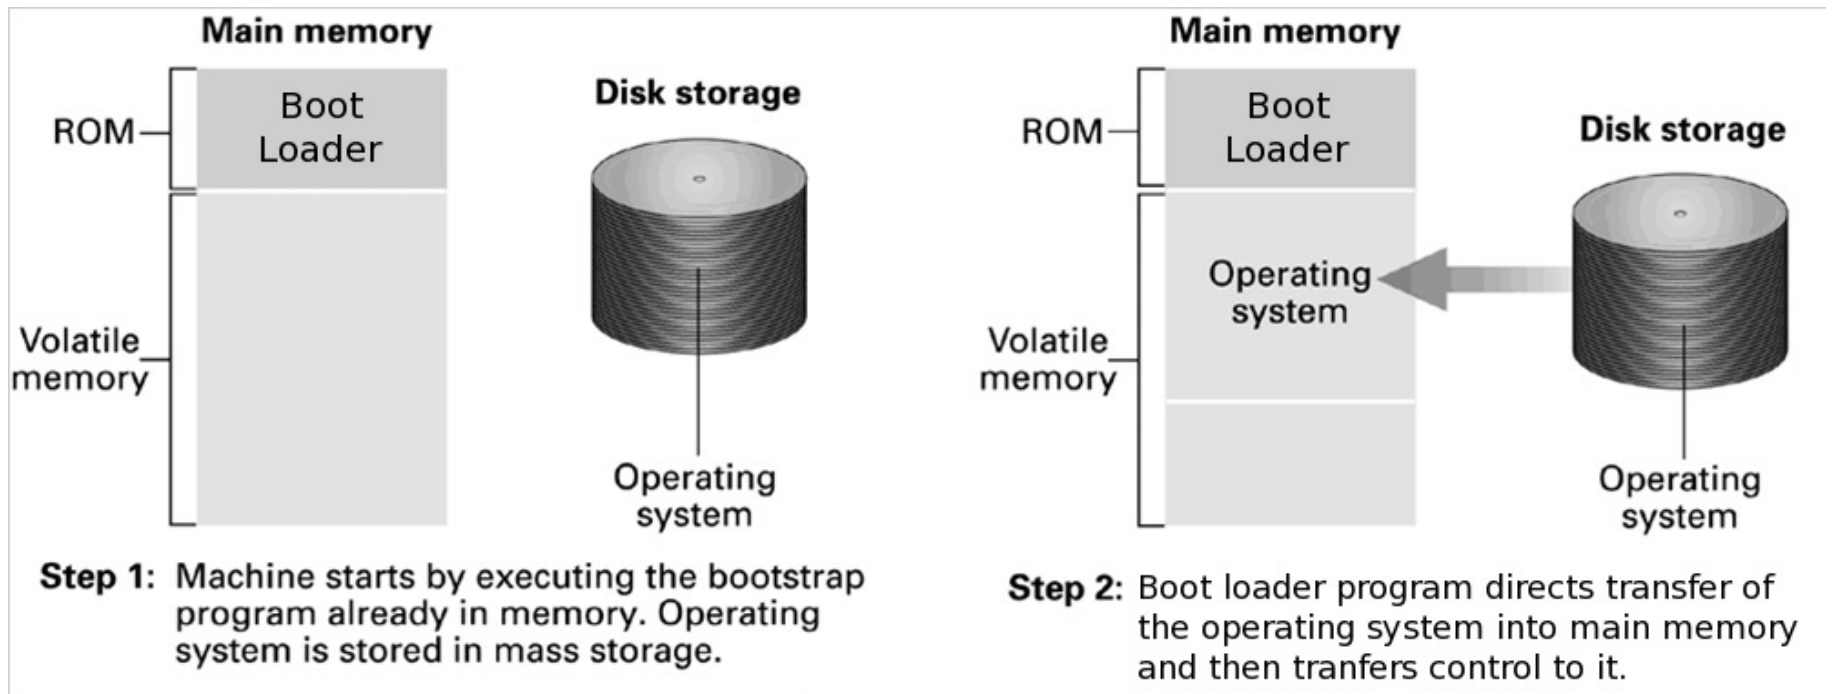 Main memory
Boot
Loader
ROM
Volatile
memory
Disk storage
Operating
system
Step 1: Machine starts by executing the bootstrap
program already in memory. Operating
system is stored in mass storage.
Main memory
Boot
Loader
ROM
Operating
system
Volatile
memory
Disk storage
Operating
system
Step 2: Boot loader program directs transfer of
the operating system into main memory
and then tranfers control to it.